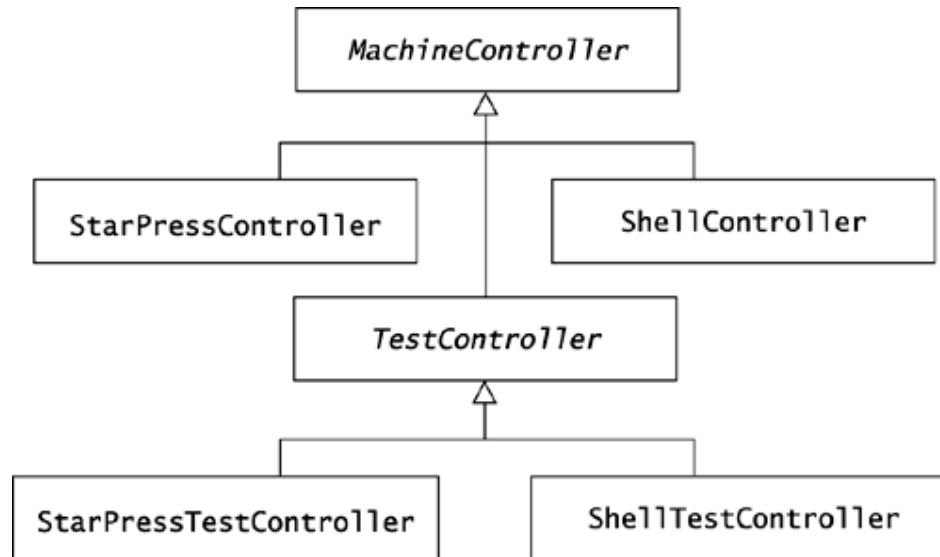 MachineController
StarPressController
ShellController
TestController
StarPressTestController
ShellTestController